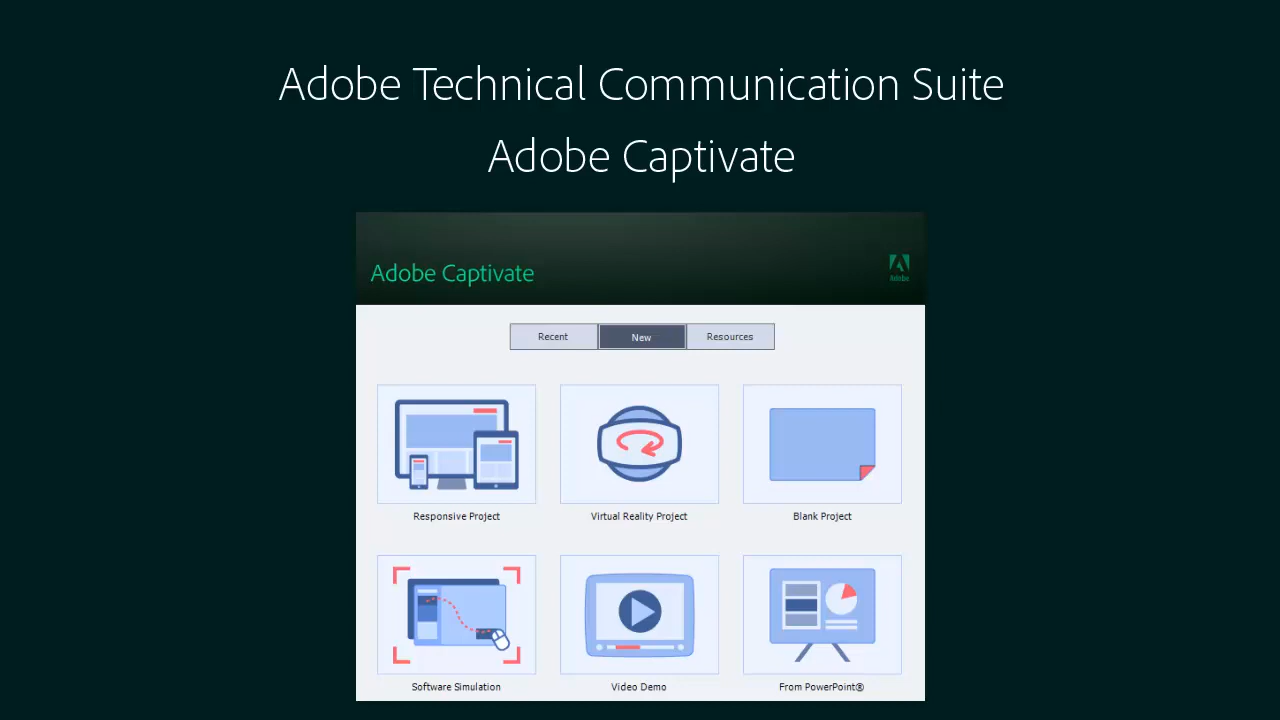 Adobe Technical Communication Suite
Adobe Captivate
Adobe Captivate
Adobe
Recent New Resources
Responsive Project Virtual Reality Project Blank Project
Software Simulation Video Demo From PowerPoint®